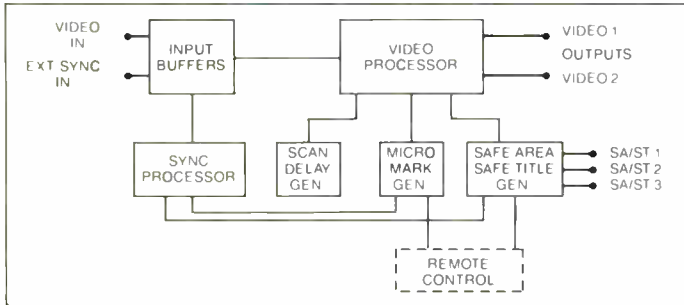 VIDEO
IN
EXT SYNC
IN
INPUT
BUFFERS
VIDEO
PROCESSOR
VIDEO 1
OUTPUTS
VIDEO 2
SYNC
PROCESSOR
SCAN
DELAY
GEN
MICRO
MARK
GEN
SAFE AREA
SAFE TITLE
GEN
SA/ST 1
SA/ST 2
SA/ST 3
REMOTE
CONTROL